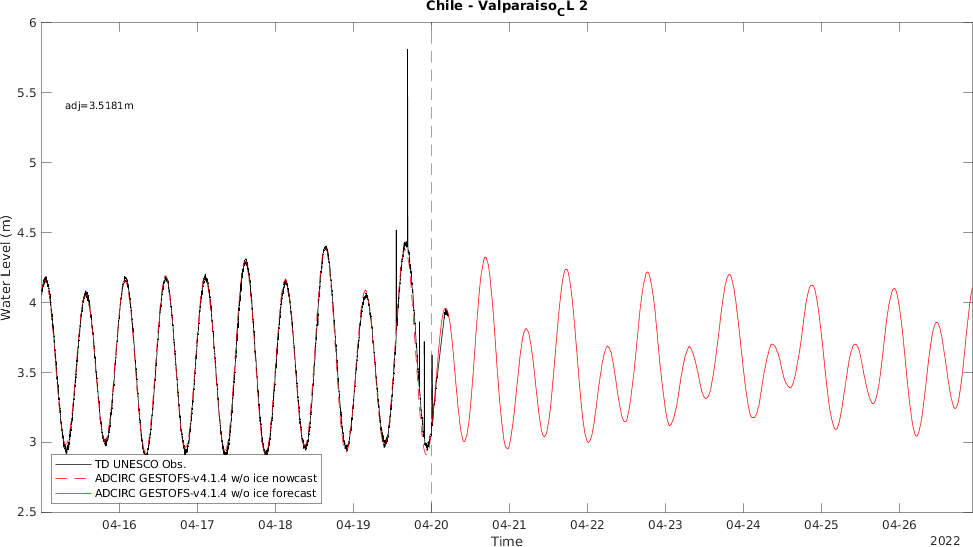 Chile - ValparaisoCL 2
6
5.5
adj=3.5181m
5
4.5
4
3.5
3
2.5
Water Level (m)
TD UNESCO Obs.
ADCIRC GESTOFS-v4.1.4 w/o ice nowcast
ADCIRC GESTOFS-v4.1.4 w/o ice forecast
04-16 04-17 04-18 04-19 04-20 04-21 04-22 04-23 04-24 04-25 04-26
Time
2022